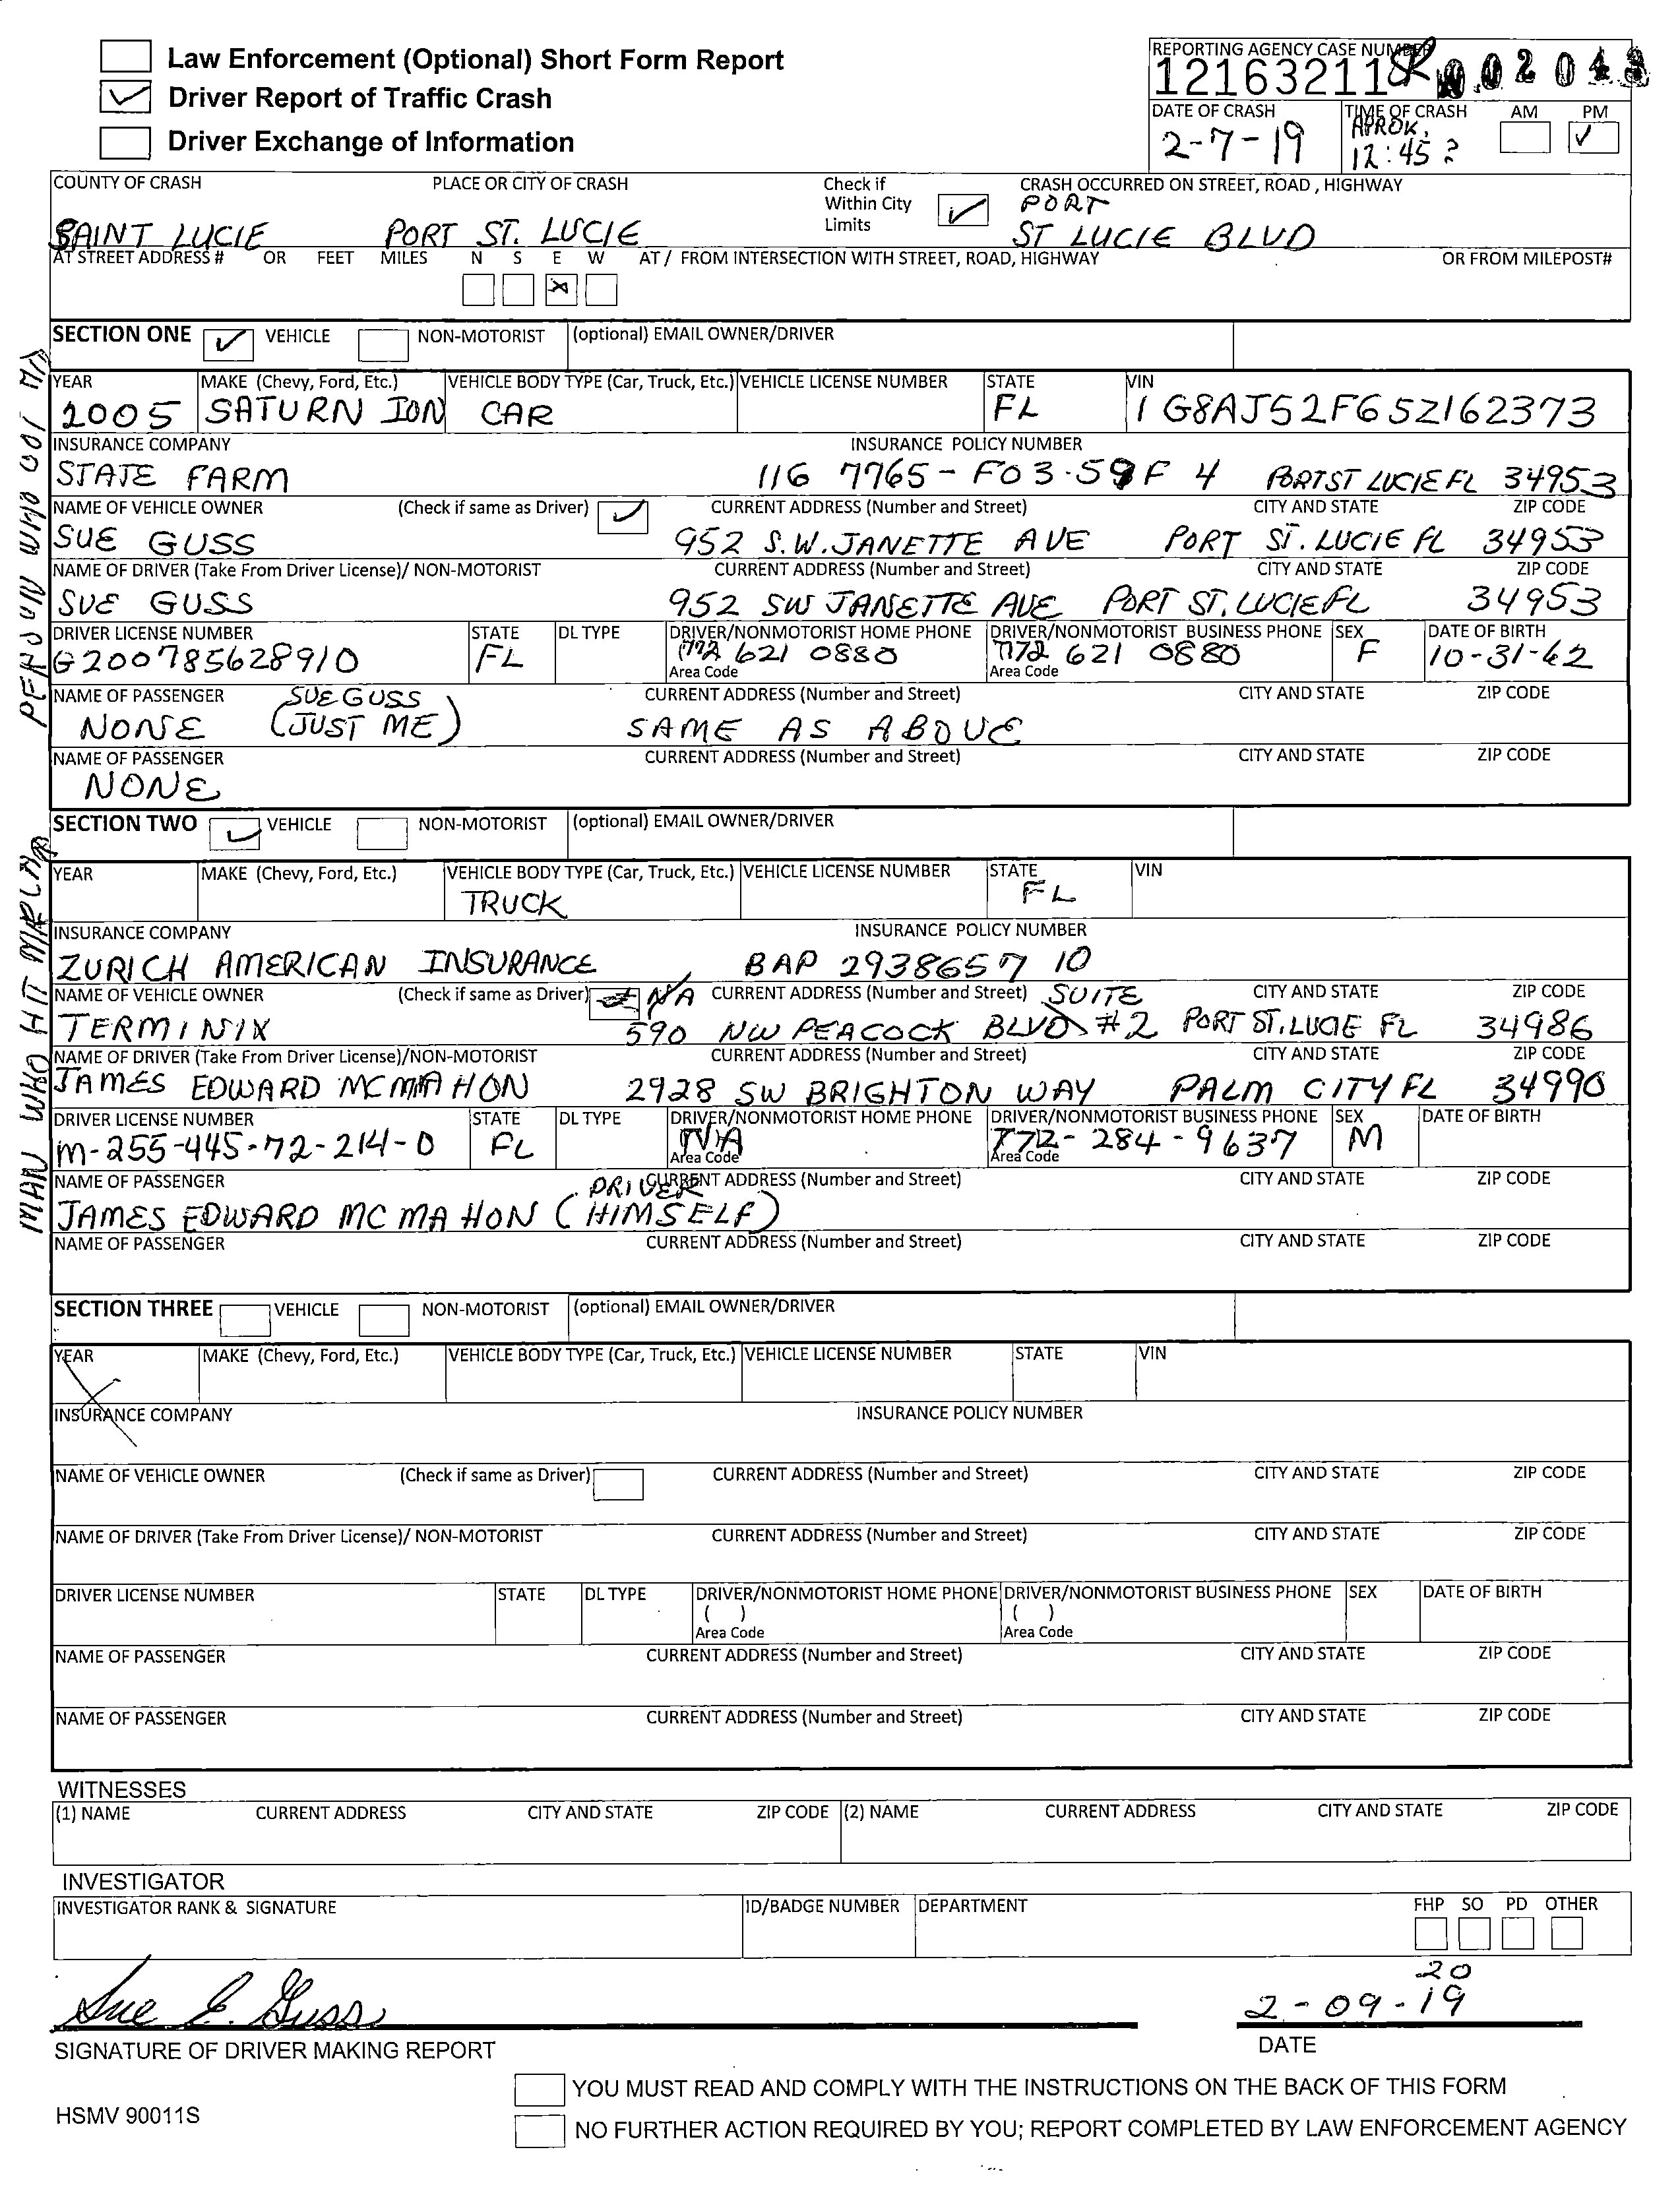 Law Enforcement (Optional) Short Form Report
Driver Report of Traffic Crash
Driver Exchange of Information
REPORTING AGENCY CASE NUMBER
12163211
DATE OF CRASH TIME OF CRASH AM PM
2-7-19 APROX. 12:45 ?
COUNTY OF CRASH PLACE OR CITY OF CRASH Check if Within City Limits CRASH OCCURRED ON STREET, ROAD , HIGHWAY
SAINT LUCIE PORT ST. LUCIE PORT ST LUCIE BLVD
AT STREET ADDRESS # OR FEET MILES N S E W AT / FROM INTERSECTION WITH STREET, ROAD, HIGHWAY OR FROM MILEPOST#
SECTION ONE VEHICLE NON-MOTORIST (optional) EMAIL OWNER/DRIVER
YEAR MAKE (Chevy, Ford, Etc.) VEHICLE BODY TYPE (Car, Truck, Etc.) VEHICLE LICENSE NUMBER STATE VIN
2005 SATURN ION CAR FL 1G8AJ52F65Z162373
INSURANCE COMPANY INSURANCE POLICY NUMBER
STATE FARM 116 7765-F03-59F 4 PORT ST LUCIE FL 34953
NAME OF VEHICLE OWNER (Check if same as Driver) CURRENT ADDRESS (Number and Street) CITY AND STATE ZIP CODE
SUE GUSS 952 S.W. JANETTE AVE PORT ST. LUCIE FL 34953
NAME OF DRIVER (Take From Driver License)/ NON-MOTORIST CURRENT ADDRESS (Number and Street) CITY AND STATE ZIP CODE
SUE GUSS 952 SW JANETTE AVE PORT ST. LUCIE FL 34953
DRIVER LICENSE NUMBER STATE DL TYPE DRIVER/NONMOTORIST HOME PHONE DRIVER/NONMOTORIST BUSINESS PHONE SEX DATE OF BIRTH
G200785628910 FL 772 621 0880 772 621 0880 F 10-31-62
Area Code Area Code
NAME OF PASSENGER CURRENT ADDRESS (Number and Street) CITY AND STATE ZIP CODE
NONE SUE GUSS (JUST ME) SAME AS ABOVE
NAME OF PASSENGER CURRENT ADDRESS (Number and Street) CITY AND STATE ZIP CODE
NONE
SECTION TWO VEHICLE NON-MOTORIST (optional) EMAIL OWNER/DRIVER
MAN WHO HIT
YEAR MAKE (Chevy, Ford, Etc.) VEHICLE BODY TYPE (Car, Truck, Etc.) VEHICLE LICENSE NUMBER STATE VIN
TRUCK FL
INSURANCE COMPANY INSURANCE POLICY NUMBER
ZURICH AMERICAN INSURANCE BAP 2938657 10
NAME OF VEHICLE OWNER (Check if same as Driver) N/A CURRENT ADDRESS (Number and Street) CITY AND STATE ZIP CODE
TERMINIX 590 NW PEACOCK BLVD SUITE #2 PORT ST. LUCIE FL 34986
NAME OF DRIVER (Take From Driver License)/NON-MOTORIST CURRENT ADDRESS (Number and Street) CITY AND STATE ZIP CODE
JAMES EDWARD MCMAHON 2928 SW BRIGHTON WAY PALM CITY FL 34990
DRIVER LICENSE NUMBER STATE DL TYPE DRIVER/NONMOTORIST HOME PHONE DRIVER/NONMOTORIST BUSINESS PHONE SEX DATE OF BIRTH
M-255-445-72-214-0 FL N/A 772-284-9637 M
Area Code Area Code
NAME OF PASSENGER CURRENT ADDRESS (Number and Street) CITY AND STATE ZIP CODE
JAMES EDWARD MCMAHON (DRIVER HIMSELF)
NAME OF PASSENGER CURRENT ADDRESS (Number and Street) CITY AND STATE ZIP CODE
SECTION THREE VEHICLE NON-MOTORIST (optional) EMAIL OWNER/DRIVER
YEAR MAKE (Chevy, Ford, Etc.) VEHICLE BODY TYPE (Car, Truck, Etc.) VEHICLE LICENSE NUMBER STATE VIN
INSURANCE COMPANY INSURANCE POLICY NUMBER
NAME OF VEHICLE OWNER (Check if same as Driver) CURRENT ADDRESS (Number and Street) CITY AND STATE ZIP CODE
NAME OF DRIVER (Take From Driver License)/ NON-MOTORIST CURRENT ADDRESS (Number and Street) CITY AND STATE ZIP CODE
DRIVER LICENSE NUMBER STATE DL TYPE DRIVER/NONMOTORIST HOME PHONE DRIVER/NONMOTORIST BUSINESS PHONE SEX DATE OF BIRTH
( ) ( )
Area Code Area Code
NAME OF PASSENGER CURRENT ADDRESS (Number and Street) CITY AND STATE ZIP CODE
NAME OF PASSENGER CURRENT ADDRESS (Number and Street) CITY AND STATE ZIP CODE
WITNESSES
(1) NAME CURRENT ADDRESS CITY AND STATE ZIP CODE (2) NAME CURRENT ADDRESS CITY AND STATE ZIP CODE
INVESTIGATOR
INVESTIGATOR RANK & SIGNATURE ID/BADGE NUMBER DEPARTMENT FHP SO PD OTHER
Sue E. Guss 2-09-2019
SIGNATURE OF DRIVER MAKING REPORT DATE
YOU MUST READ AND COMPLY WITH THE INSTRUCTIONS ON THE BACK OF THIS FORM
HSMV 90011S
NO FURTHER ACTION REQUIRED BY YOU; REPORT COMPLETED BY LAW ENFORCEMENT AGENCY